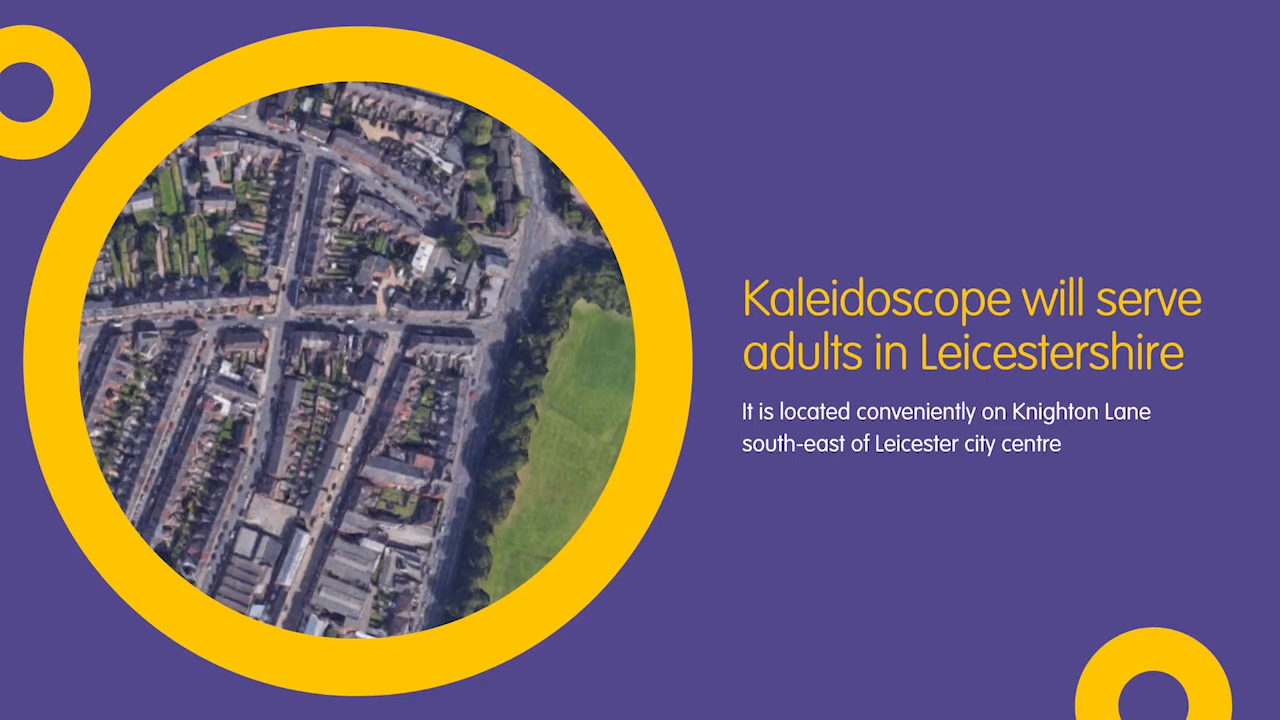 Kaleidoscope will serve
adults in Leicestershire
It is located conveniently on Knighton Lane
south-east of Leicester city centre